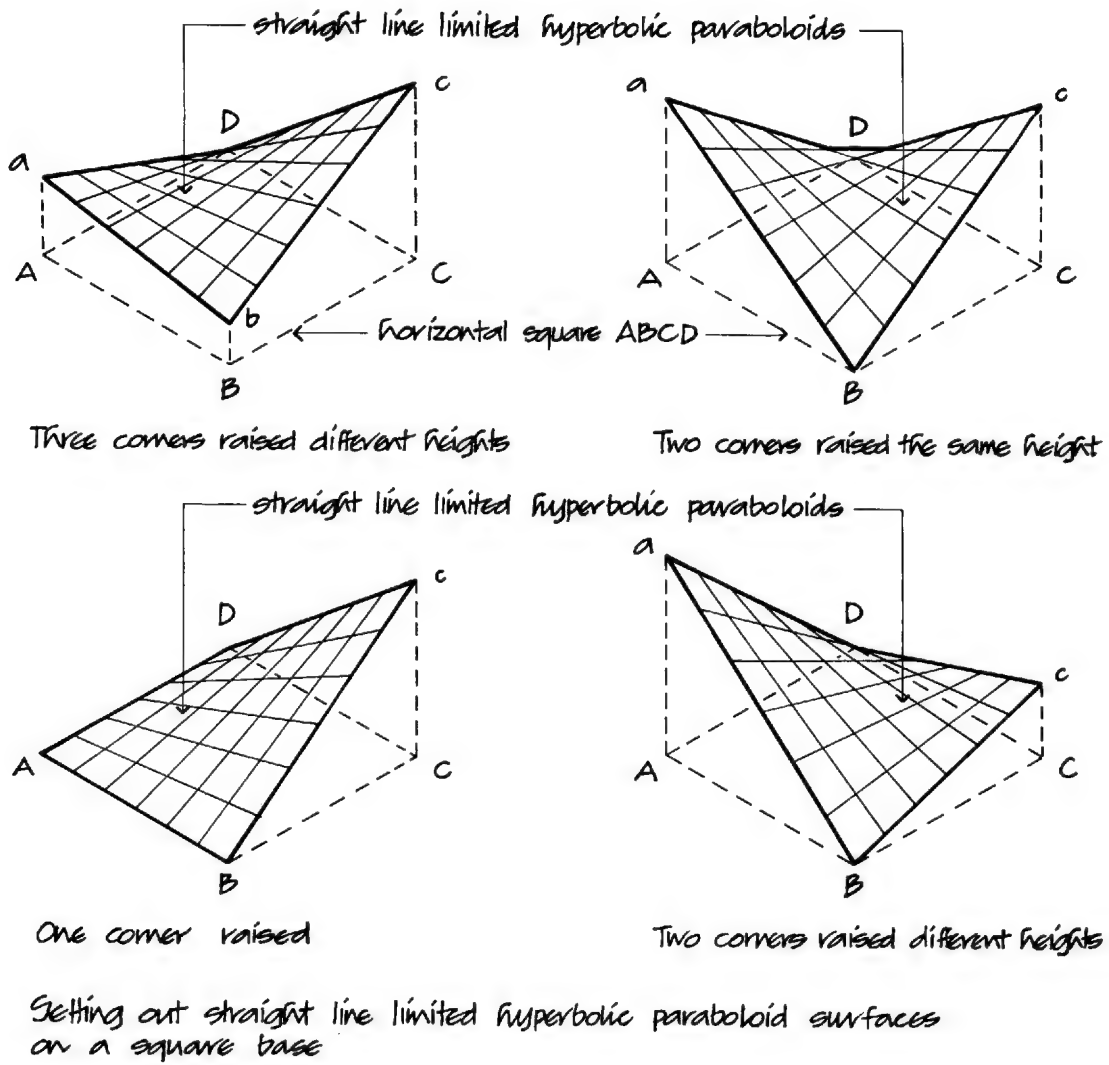 straight line limited hyperbolic paraboloids
a
D
c
A
b
C
B
a
D
c
A
C
B
horizontal square ABCD
Three corners raised different heights
Two corners raised the same height
straight line limited hyperbolic paraboloids
D
c
A
C
B
a
D
c
A
C
B
One corner raised
Two corners raised different heights
Setting out straight line limited hyperbolic paraboloid surfaces
on a square base